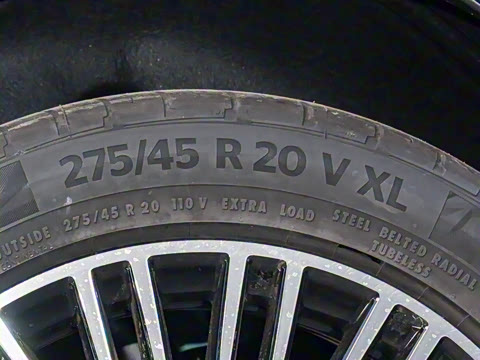 275/45 R 20 V XL
OUTSIDE 275/45 R 20 110 V EXTRA LOAD STEEL BELTED RADIAL
TUBELESS